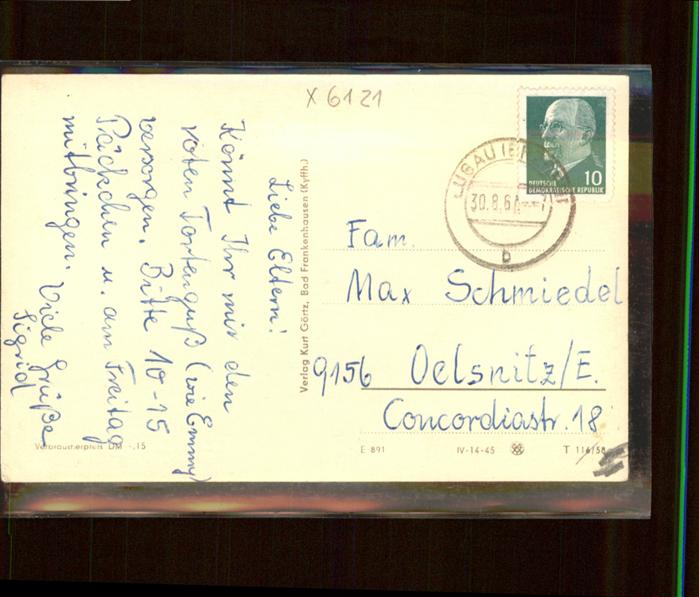 X 6121
Liebe Eltern!
Könnt Ihr mir den
roten Tortenguß (wie Emmy)
besorgen. Bitte 10-15
Päckchen u. am Freitag
mitbringen. Viele Grüße
Sigrid
Verbraucherpreis DM -,15
Verlag Kurt Görtz, Bad Frankenhausen (Kyffh.)
10
DEUTSCHE
DEMOKRATISCHE REPUBLIK
LUGAU
30.8.6
b
Fam.
Max Schmiedel
9156 Oelsnitz/E.
Concordiastr. 18
E 891 IV-14-45 T 116/58